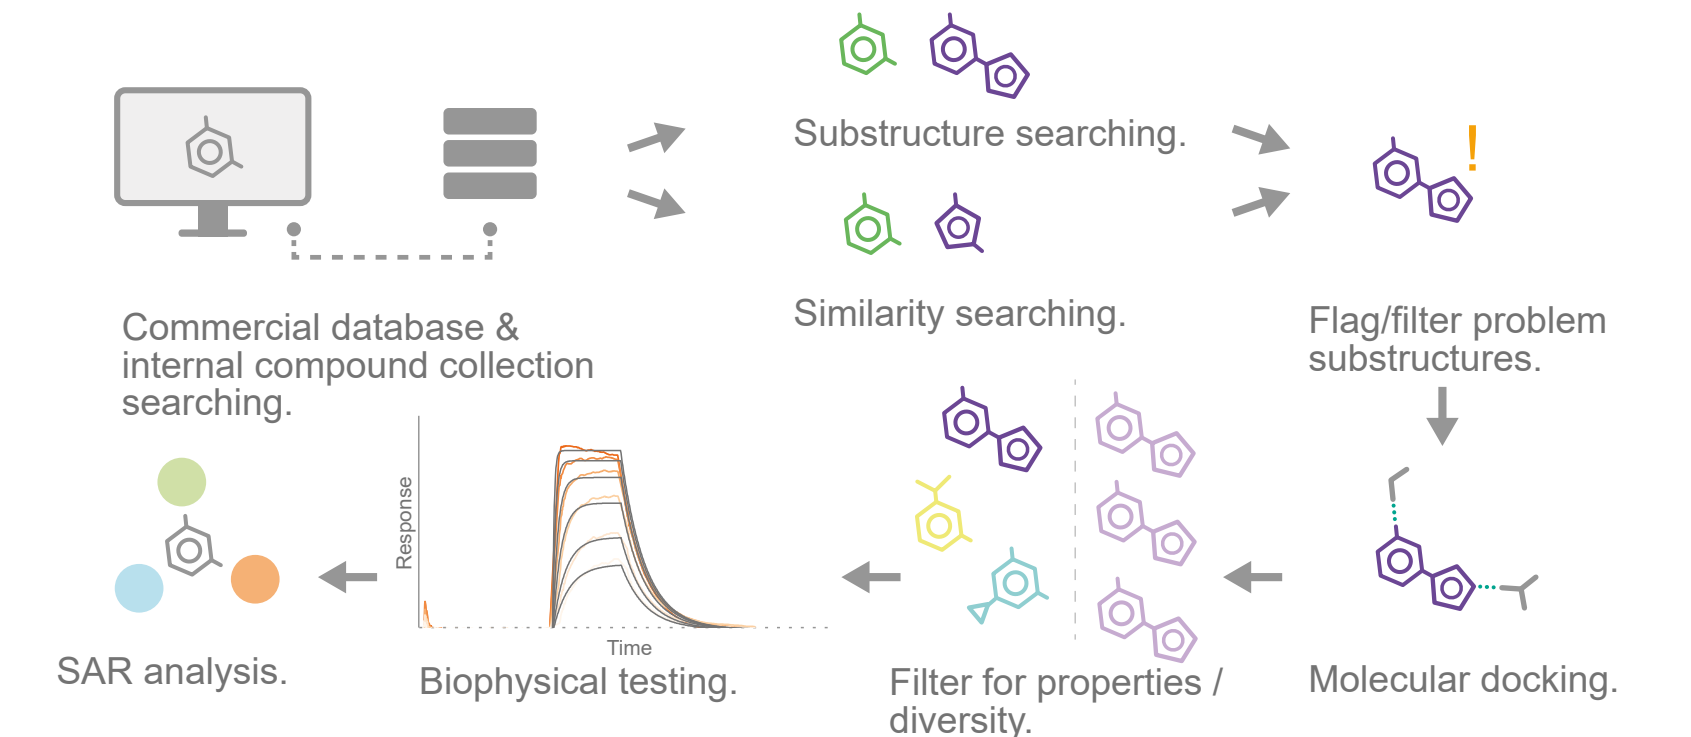 Substructure searching.
!
Similarity searching.
Commercial database &
internal compound collection
searching.
Flag/filter problem
substructures.
Response
Time
SAR analysis.
Biophysical testing.
Filter for properties /
diversity.
Molecular docking.